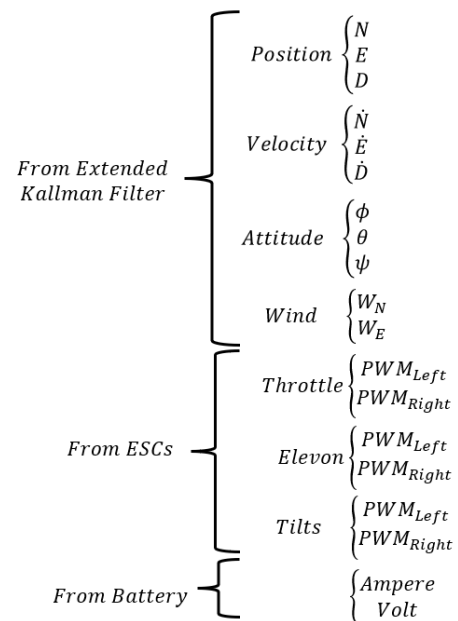 Position { N
E
D
Velocity { Ṅ
Ė
Ḋ
From Extended
Kallman Filter
Attitude { ϕ
θ
ψ
Wind { W_N
W_E
Throttle { PWM_Left
PWM_Right
From ESCs
Elevon { PWM_Left
PWM_Right
Tilts { PWM_Left
PWM_Right
From Battery
{ Ampere
Volt